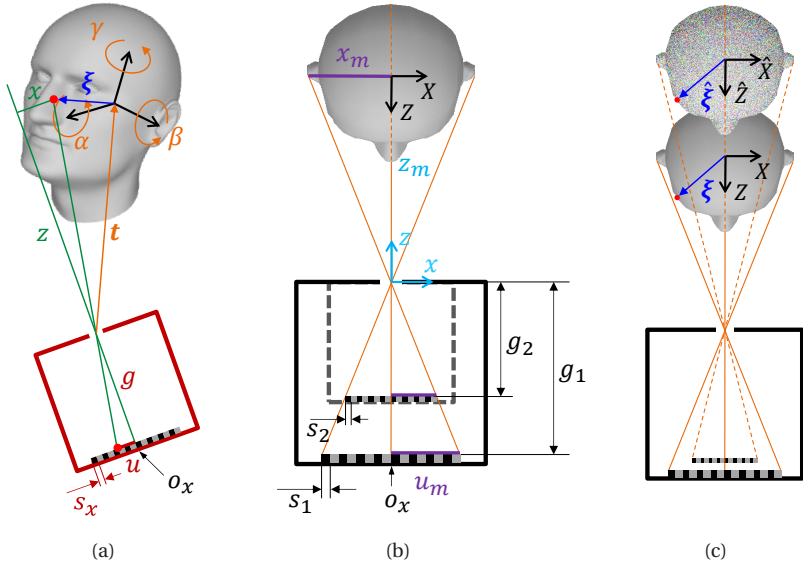 γ
x
ξ
α
β
z
t
g
u
s_x
o_x
(a)
x_m
X
Z
z_m
z
x
g_2
g_1
s_2
s_1
o_x
u_m
(b)
X̂
Ẑ
ξ̂
X
Z
ξ
(c)